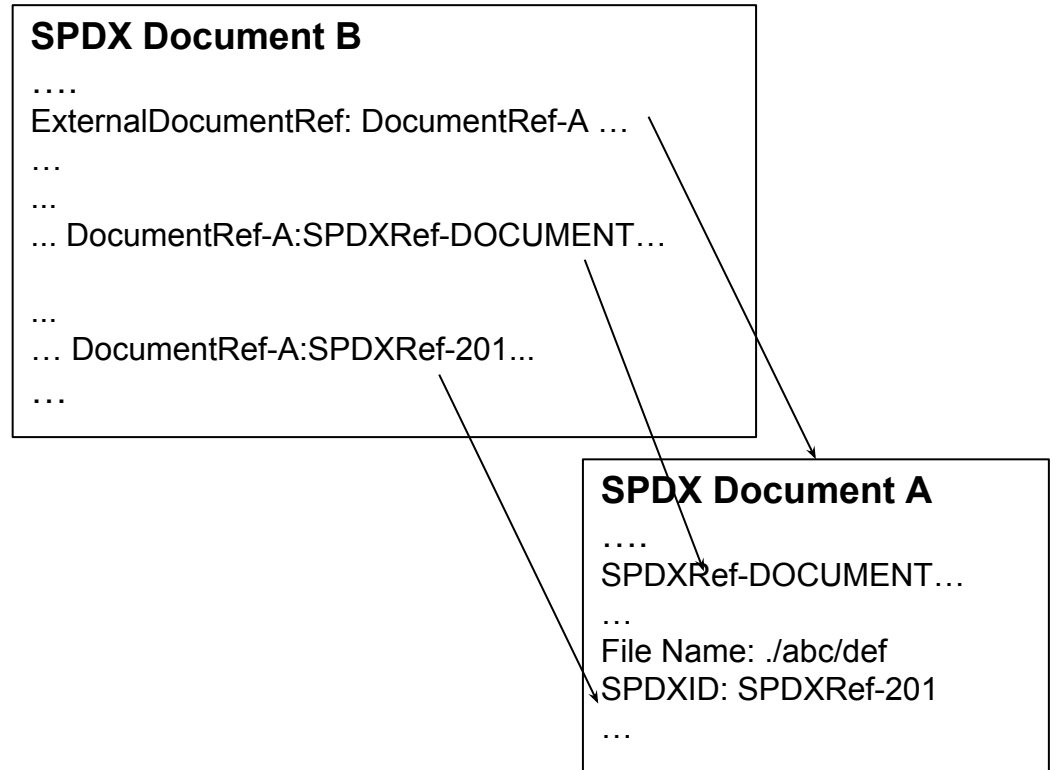 SPDX Document B
….
ExternalDocumentRef: DocumentRef-A …
…
...
... DocumentRef-A:SPDXRef-DOCUMENT…
...
… DocumentRef-A:SPDXRef-201...
…
SPDX Document A
….
SPDXRef-DOCUMENT…
…
File Name: ./abc/def
SPDXID: SPDXRef-201
…